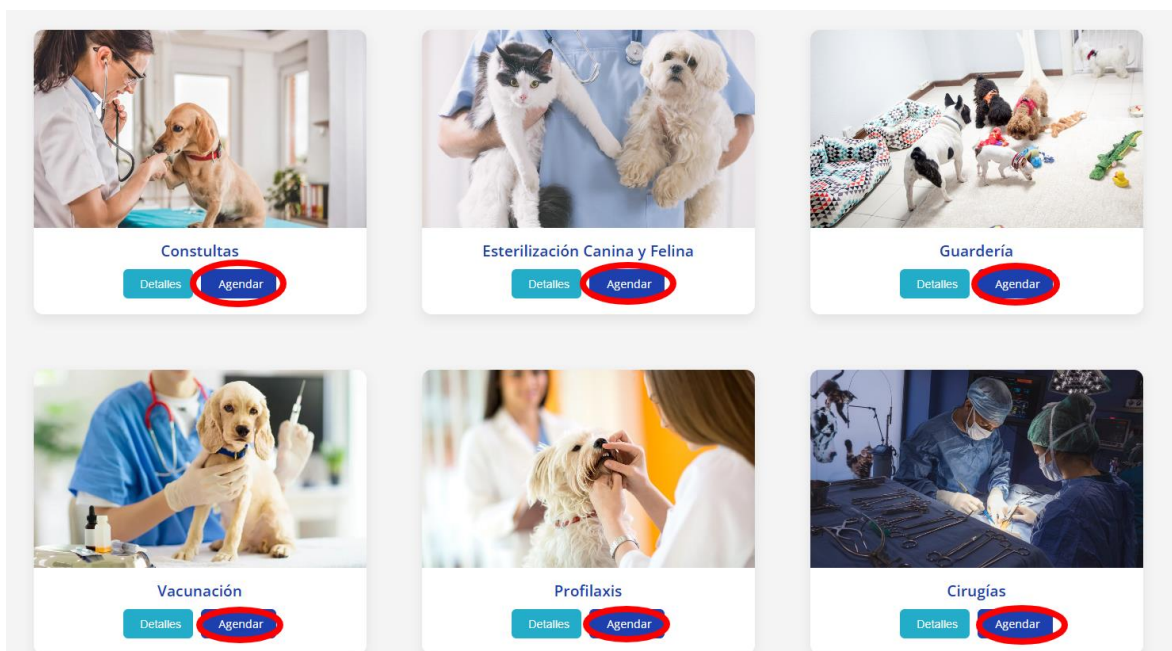 Constultas
Detalles Agendar
Esterilización Canina y Felina
Detalles Agendar
Guardería
Detalles Agendar
Vacunación
Detalles Agendar
Profilaxis
Detalles Agendar
Cirugías
Detalles Agendar